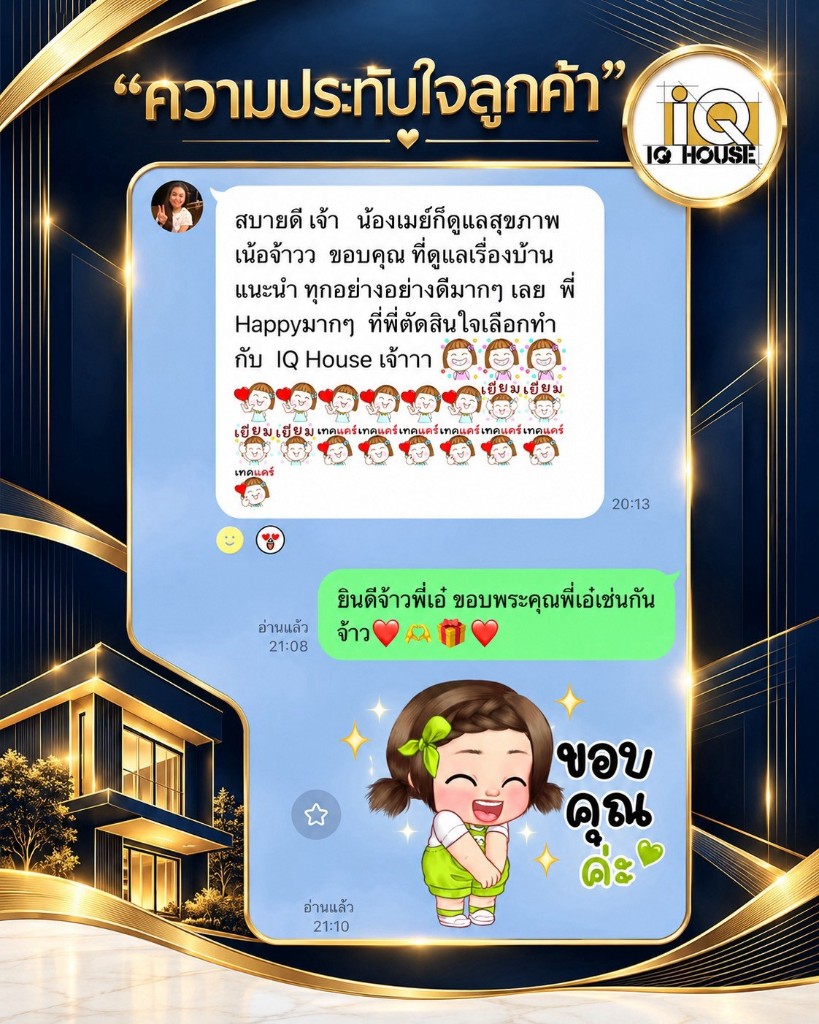 “ความประทับใจลูกค้า”
iQ
IQ HOUSE
สบายดี เจ้า น้องเมย์ก็ดูแลสุขภาพ
เน้อจ้าวว ขอบคุณ ที่ดูแลเรื่องบ้าน
แนะนำ ทุกอย่างอย่างดีมากๆ เลย พี่
Happyมากๆ ที่พี่ตัดสินใจเลือกทำ
กับ IQ House เจ้าาา
เยี่ยม เยี่ยม
เยี่ยม เยี่ยม เทคแคร์ เทคแคร์ เทคแคร์ เทคแคร์ เทคแคร์ เทคแคร์
เทคแคร์
20:13
ยินดีจ้าวพี่เอ๋ ขอบพระคุณพี่เอ๋เช่นกัน
จ้าว❤️🫶🎁❤️
อ่านแล้ว
21:08
ขอบ
คุณ
ค่ะ
อ่านแล้ว
21:10